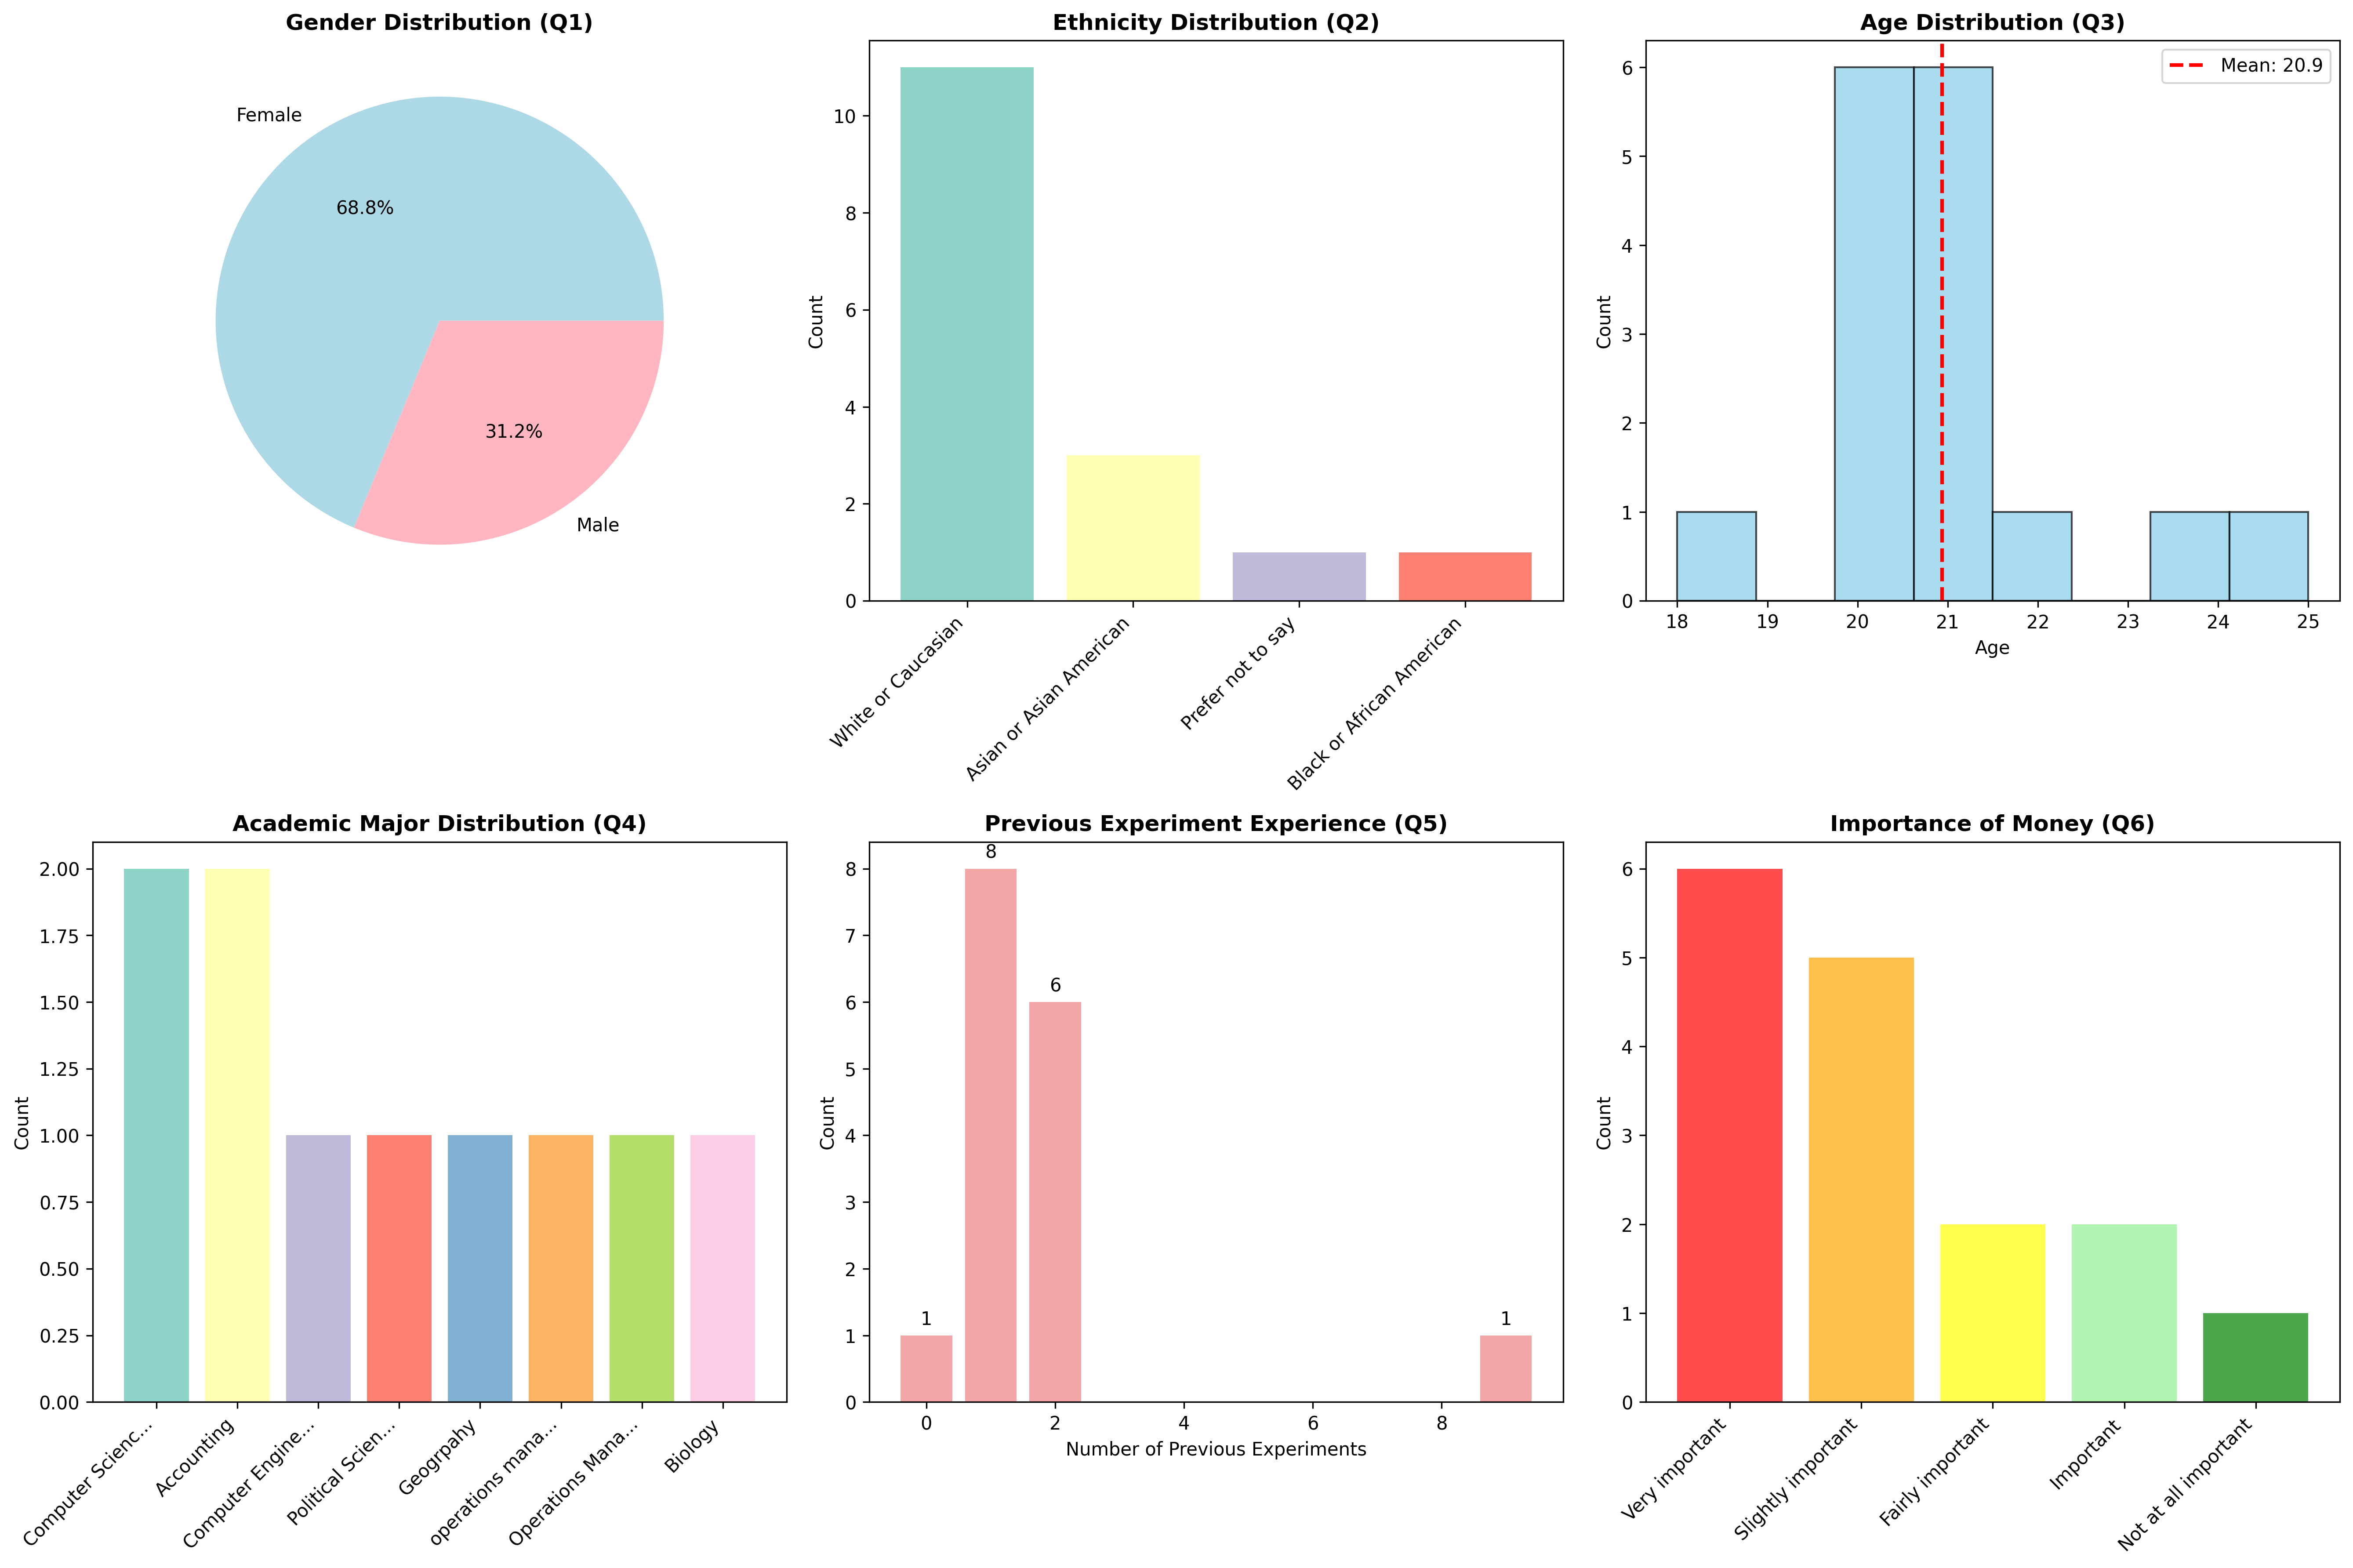 Gender Distribution (Q1)
Female
68.8%
31.2%
Male
Ethnicity Distribution (Q2)
Count
10
8
6
4
2
0
White or Caucasian
Asian or Asian American
Prefer not to say
Black or African American
Age Distribution (Q3)
Mean: 20.9
Count
6
5
4
3
2
1
0
18 19 20 21 22 23 24 25
Age
Academic Major Distribution (Q4)
Count
2.00
1.75
1.50
1.25
1.00
0.75
0.50
0.25
0.00
Computer Scienc...
Accounting
Computer Engine...
Political Scien...
Geogrpahy
operations mana...
Operations Mana...
Biology
Previous Experiment Experience (Q5)
Count
8
7
6
5
4
3
2
1
0
1
8
6
1
0 2 4 6 8
Number of Previous Experiments
Importance of Money (Q6)
Count
6
5
4
3
2
1
0
Very important
Slightly important
Fairly important
Important
Not at all important